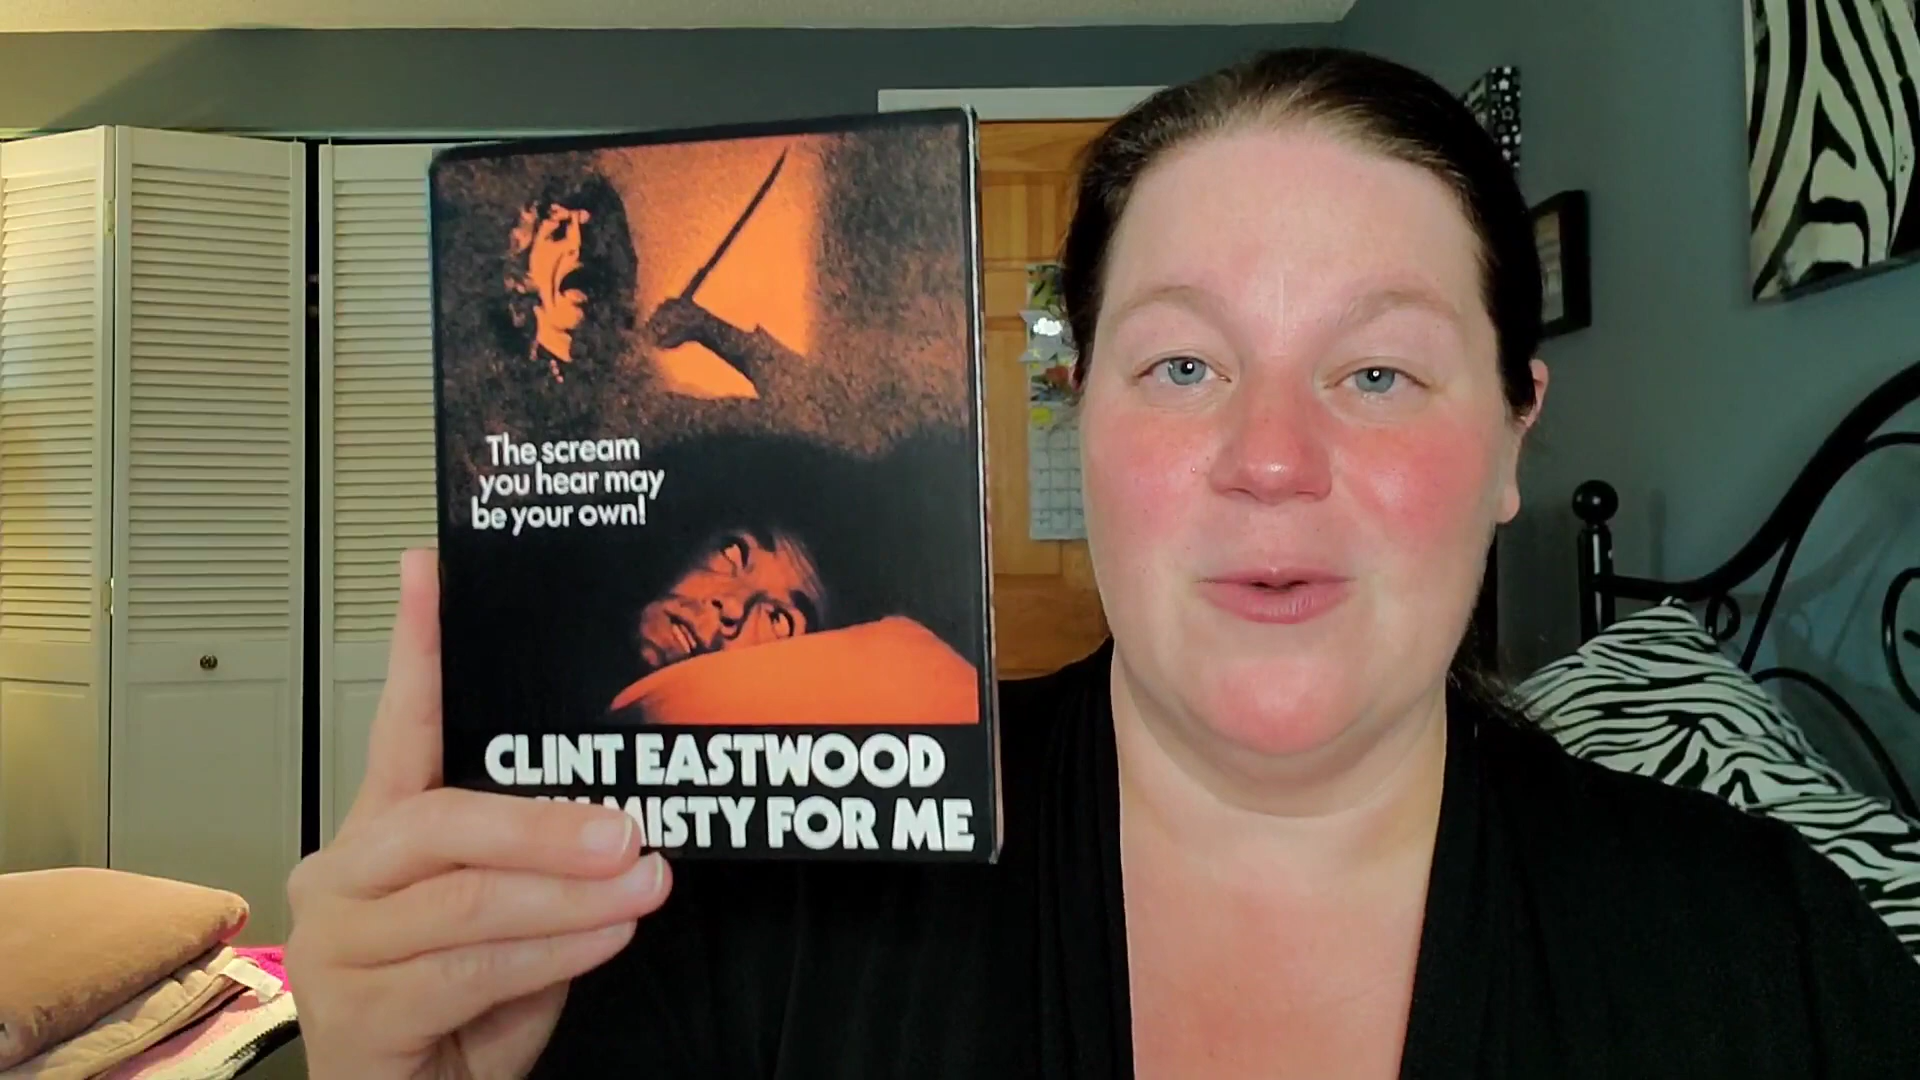 The scream
you hear may
be your own!
CLINT EASTWOOD
MISTY FOR ME